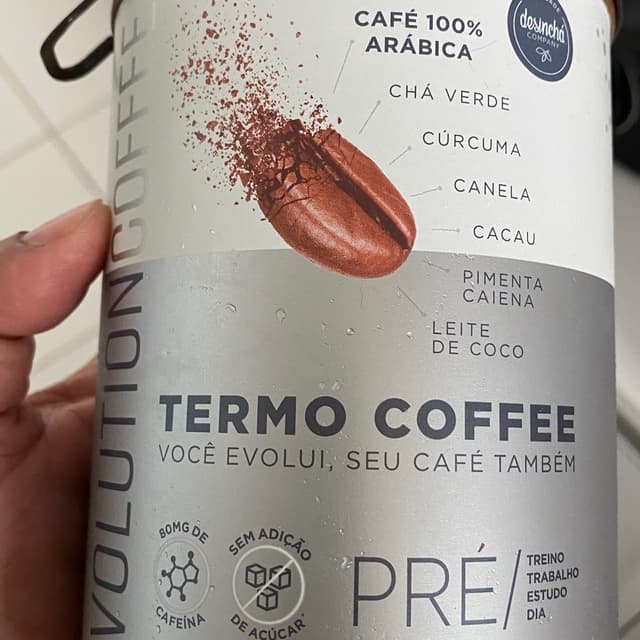 CAFÉ 100%
ARÁBICA
desinchá
COMPANY
CHÁ VERDE
CÚRCUMA
CANELA
CACAU
PIMENTA
CAIENA
LEITE
DE COCO
VOLUTIONCOFFEE
TERMO COFFEE
VOCÊ EVOLUI, SEU CAFÉ TAMBÉM
80MG DE
CAFEÍNA
SEM ADIÇÃO
DE AÇÚCAR*
PRÉ/
TREINO
TRABALHO
ESTUDO
DIA